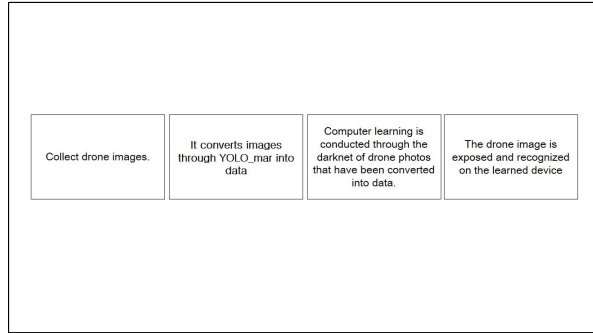 Collect drone images.
It converts images
through YOLO_mar into
data
Computer learning is
conducted through the
darknet of drone photos
that have been converted
into data.
The drone image is
exposed and recognized
on the learned device